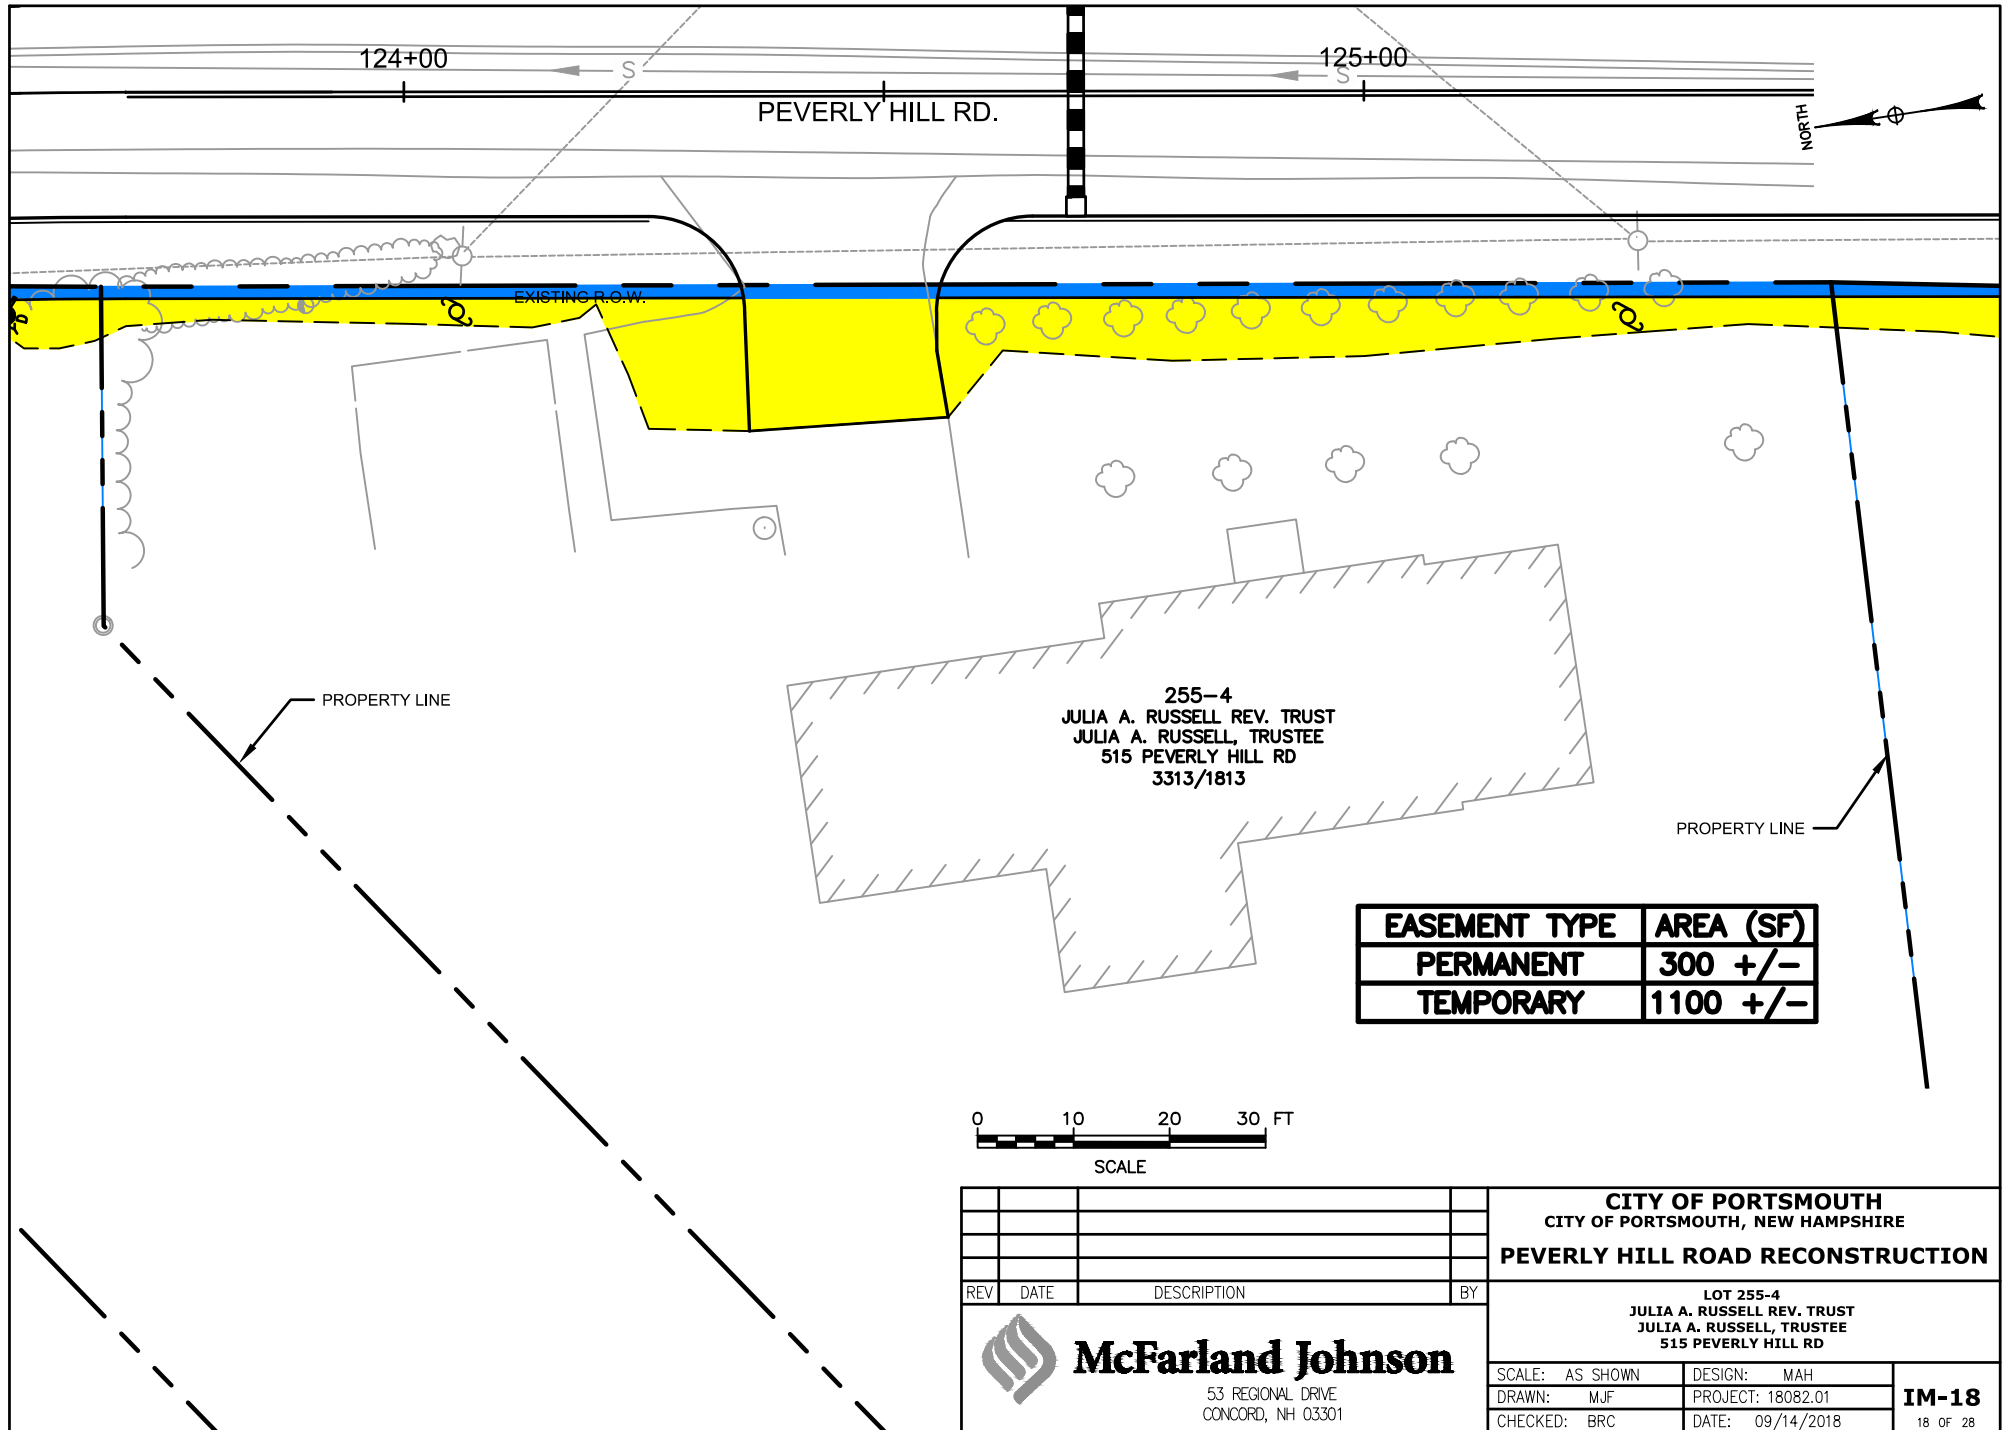 124+00
S
125+00
S
PEVERLY HILL RD.
NORTH
EXISTING R.O.W.
PROPERTY LINE
255-4
JULIA A. RUSSELL REV. TRUST
JULIA A. RUSSELL, TRUSTEE
515 PEVERLY HILL RD
3313/1813
PROPERTY LINE
EASEMENT TYPE AREA (SF)
PERMANENT 300 +/-
TEMPORARY 1100 +/-
0 10 20 30 FT
SCALE
REV DATE DESCRIPTION BY
McFarland Johnson
53 REGIONAL DRIVE
CONCORD, NH 03301
CITY OF PORTSMOUTH
CITY OF PORTSMOUTH, NEW HAMPSHIRE
PEVERLY HILL ROAD RECONSTRUCTION
LOT 255-4
JULIA A. RUSSELL REV. TRUST
JULIA A. RUSSELL, TRUSTEE
515 PEVERLY HILL RD
SCALE: AS SHOWN DESIGN: MAH
DRAWN: MJF PROJECT: 18082.01
CHECKED: BRC DATE: 09/14/2018
IM-18
18 OF 28